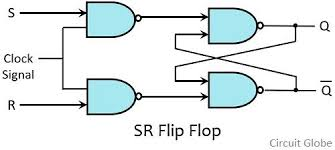 S
Q
Clock
Signal
R
Q̅
SR Flip Flop
Circuit Globe